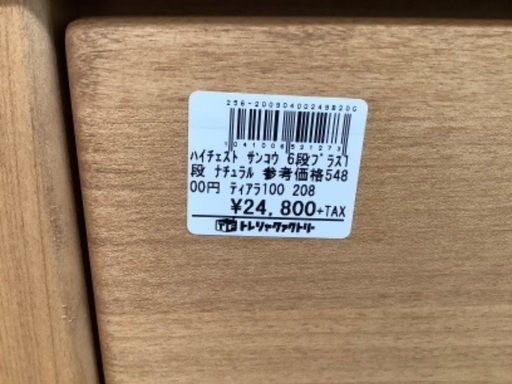 256-2009040024982OG
1041004591273
ﾊｲﾁｪｽﾄ ｻﾝｺｳ 6段ﾌﾟﾗｽ1
段 ﾅﾁｭﾗﾙ 参考価格548
00円 ﾃｨｱﾗ100 208
¥24,800+TAX
トレジャーファクトリー